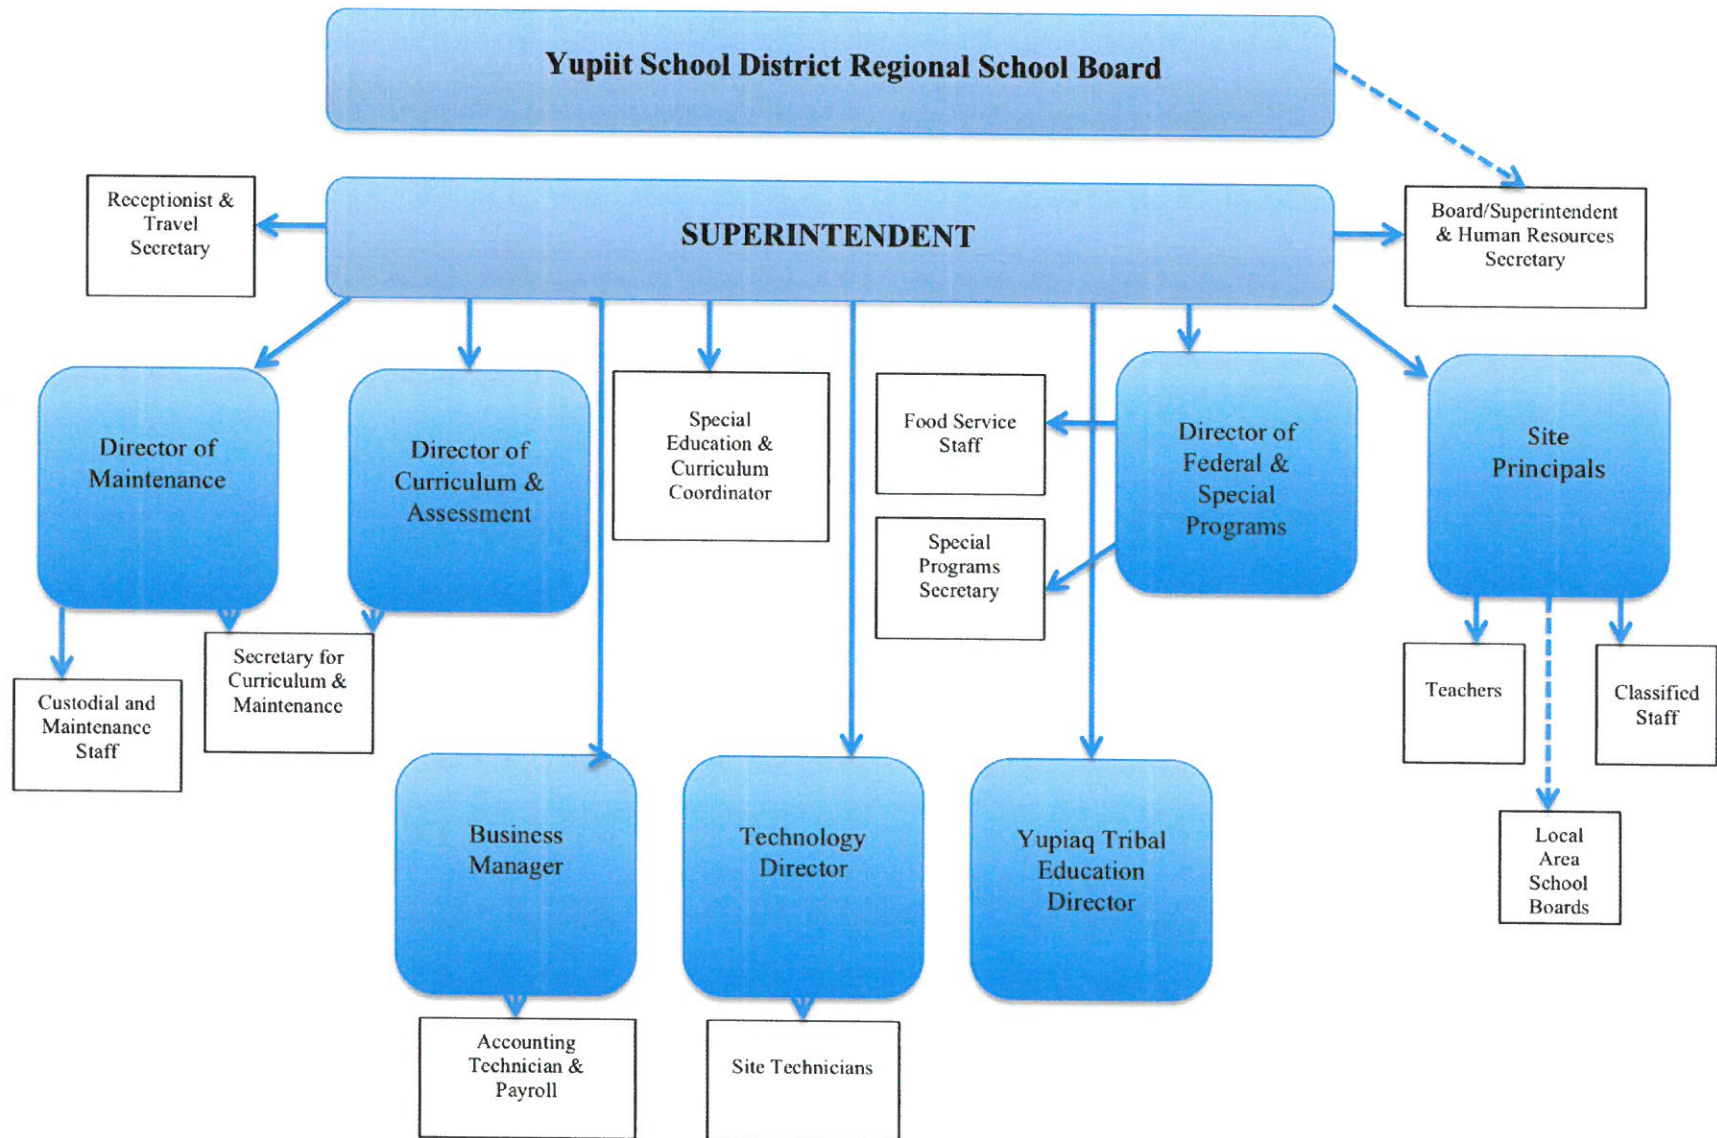 Yupiit School District Regional School Board
Receptionist &
Travel
Secretary
SUPERINTENDENT
Board/Superintendent
& Human Resources
Secretary
Director of
Maintenance
Director of
Curriculum &
Assessment
Special
Education &
Curriculum
Coordinator
Food Service
Staff
Special
Programs
Secretary
Director of
Federal &
Special
Programs
Site
Principals
Custodial and
Maintenance
Staff
Secretary for
Curriculum &
Maintenance
Teachers
Classified
Staff
Business
Manager
Technology
Director
Yupiaq Tribal
Education
Director
Local
Area
School
Boards
Accounting
Technician &
Payroll
Site Technicians